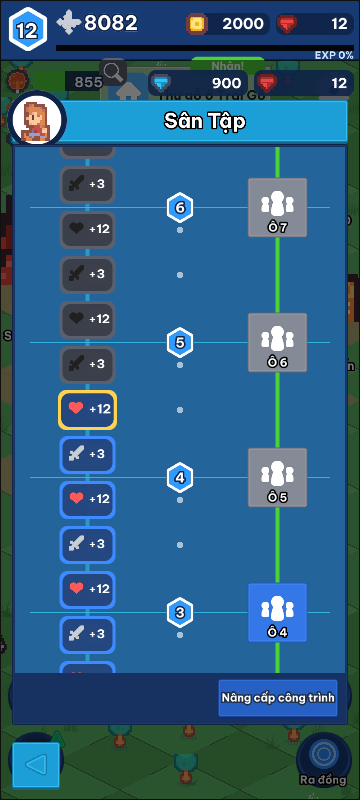 12
8082
2000
12
EXP 0%
Nhận!
855
900
12
Sân Tập
+3
6
Ô 7
+12
+3
+12
5
Ô 6
+3
+12
+3
4
Ô 5
+12
+3
+12
3
Ô 4
+3
Nâng cấp công trình
Ra đồng